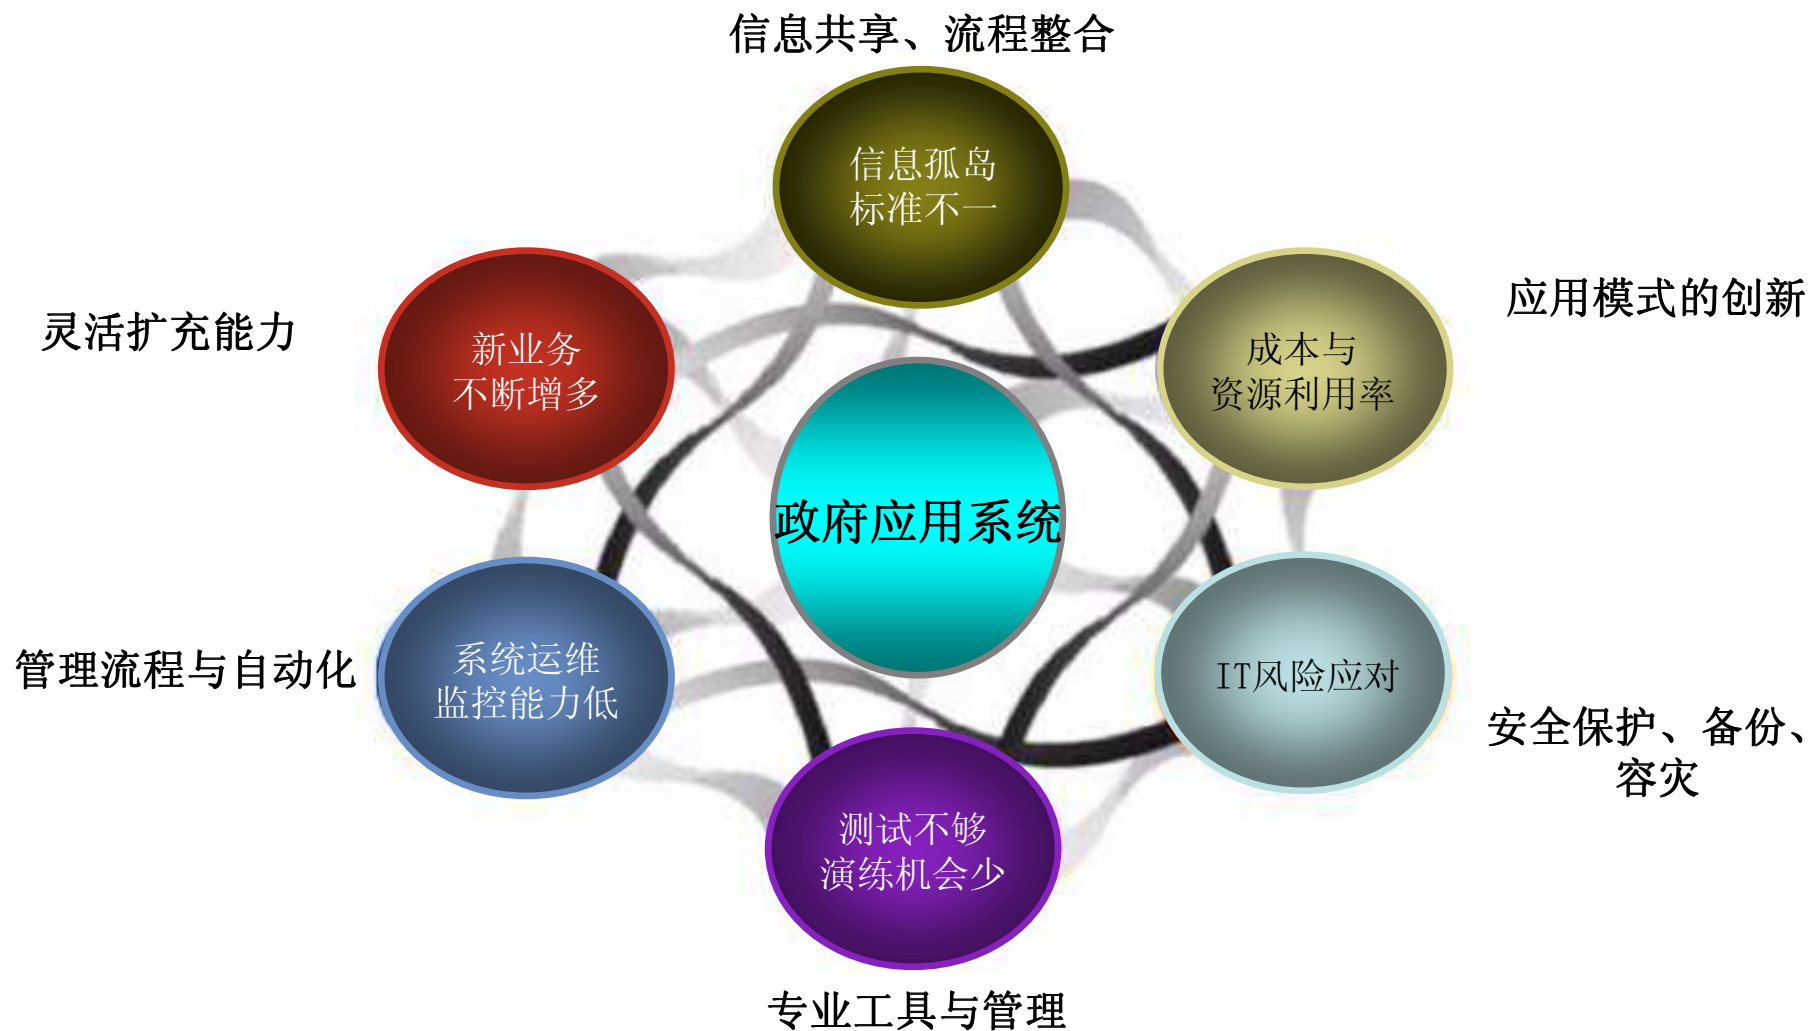 信息共享、流程整合
信息孤岛
标准不一
灵活扩充能力
新业务
不断增多
成本与
资源利用率
应用模式的创新
政府应用系统
管理流程与自动化
系统运维
监控能力低
IT风险应对
安全保护、备份、
容灾
测试不够
演练机会少
专业工具与管理